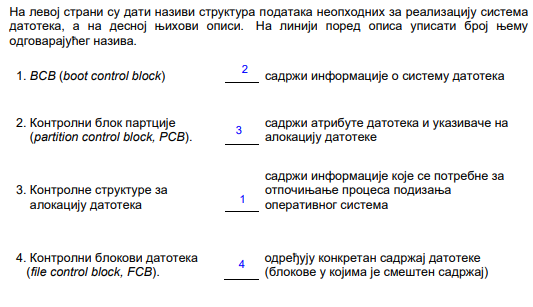 На левој страни су дати називи структура података неопходних за реализацију система
датотека, а на десној њихови описи. На линији поред описа уписати број њему
одговарајућег назива.
1. BCB (boot control block)
2 садржи информације о систему датотека
2. Контролни блок партције
(partition control block, PCB).
3 садржи атрибуте датотека и указиваче на
алокацију датотеке
3. Контролне структуре за
алокацију датотека
садржи информације које се потребне за
отпочињање процеса подизања
1 оперативног система
4. Контролни блокови датотека
(file control block, FCB).
4 одређују конкретан садржај датотеке
(блокове у којима је смештен садржај)